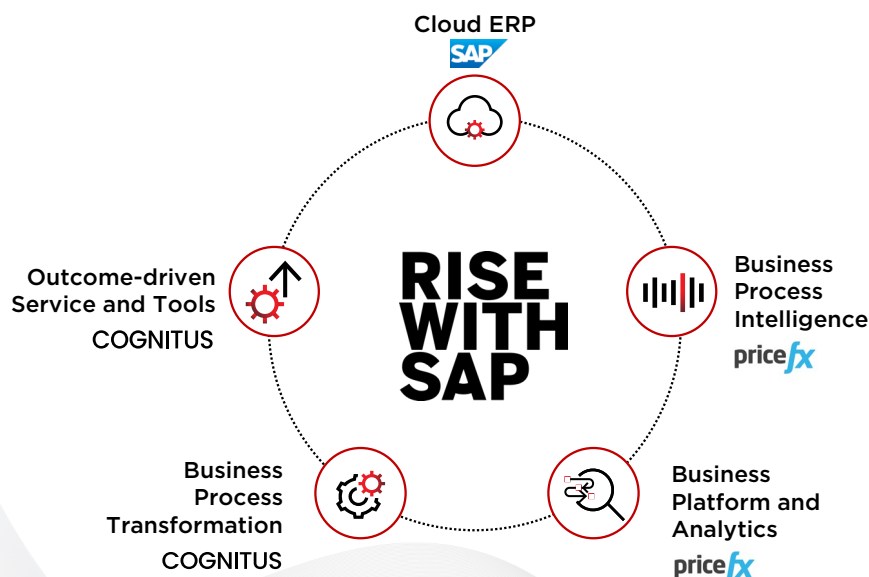 Cloud ERP
SAP
Outcome-driven
Service and Tools
COGNITUS
RISE
WITH
SAP
Business
Process
Intelligence
pricefx
Business
Process
Transformation
COGNITUS
Business
Platform and
Analytics
pricefx